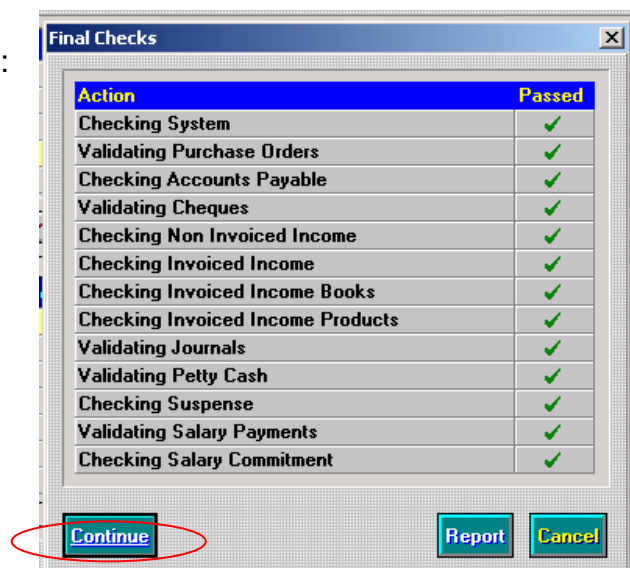 Final Checks
:
Action Passed
Checking System
Validating Purchase Orders
Checking Accounts Payable
Validating Cheques
Checking Non Invoiced Income
Checking Invoiced Income
Checking Invoiced Income Books
Checking Invoiced Income Products
Validating Journals
Validating Petty Cash
Checking Suspense
Validating Salary Payments
Checking Salary Commitment
Continue Report Cancel